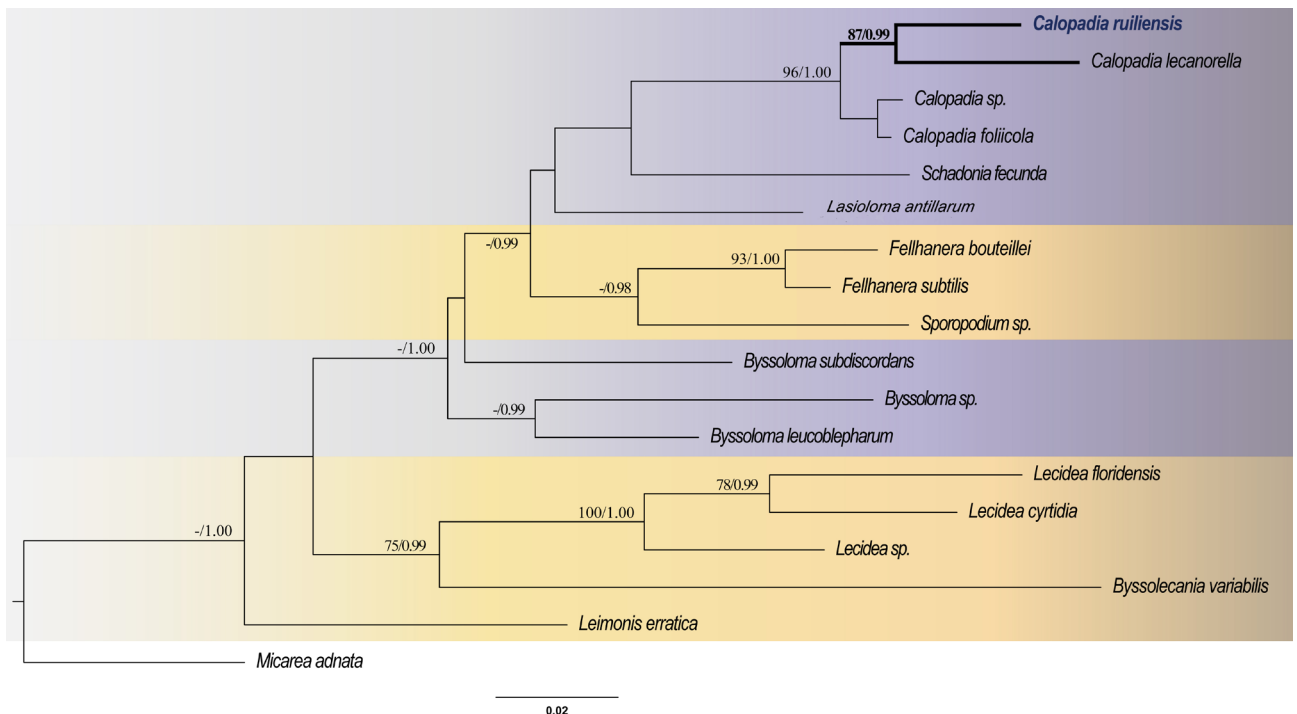 Calopadia ruiliensis
87/0.99
Calopadia lecanorella
96/1.00
Calopadia sp.
Calopadia foliicola
Schadonia fecunda
Lasioloma antillarum
-/0.99
Fellhanera bouteillei
93/1.00
Fellhanera subtilis
-/0.98
Sporopodium sp.
-/1.00
Byssoloma subdiscordans
Byssoloma sp.
-/0.99
Byssoloma leucoblepharum
Lecidea floridensis
78/0.99
Lecidea cyrtidia
100/1.00
Lecidea sp.
75/0.99
-/1.00
Byssolecania variabilis
Leimonis erratica
Micarea adnata
0.02